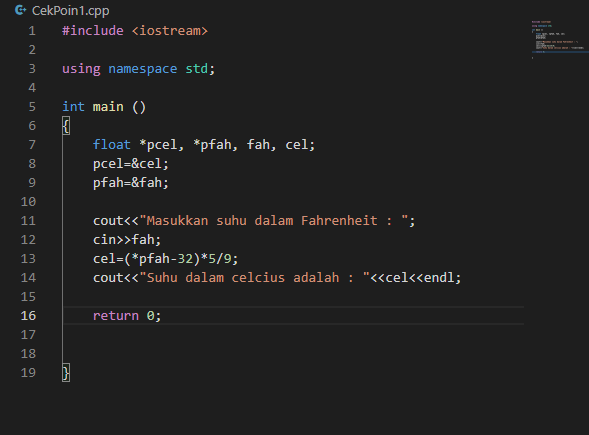 CekPoin1.cpp
1 #include <iostream>
2
3 using namespace std;
4
5 int main ()
6 {
7 float *pcel, *pfah, fah, cel;
8 pcel=&cel;
9 pfah=&fah;
10
11 cout<<"Masukkan suhu dalam Fahrenheit : ";
12 cin>>fah;
13 cel=(*pfah-32)*5/9;
14 cout<<"Suhu dalam celcius adalah : "<<cel<<endl;
15
16 return 0;
17
18
19 }